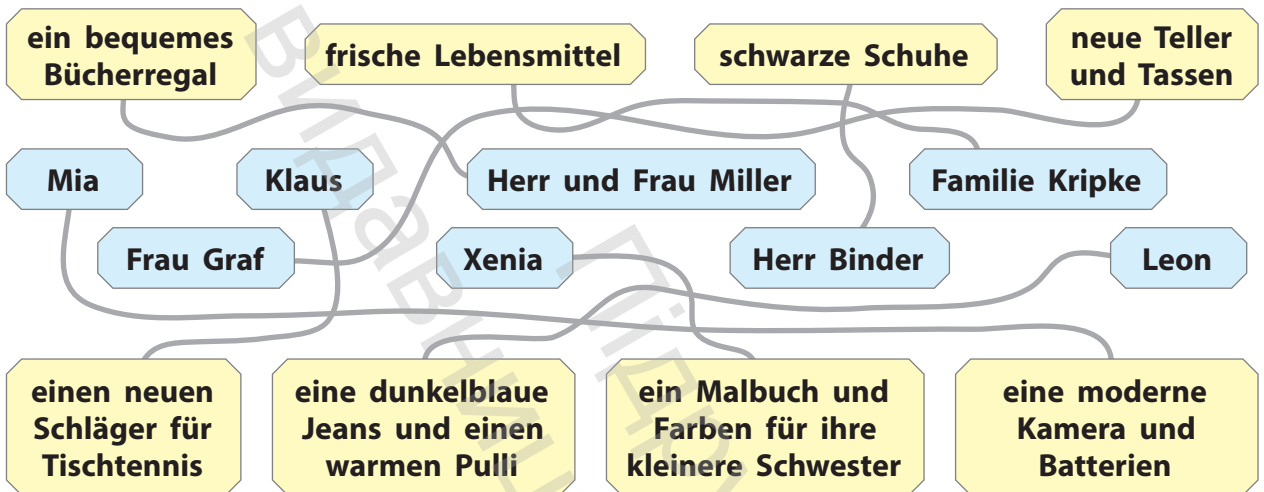 ein bequemes
Bücherregal
frische Lebensmittel
schwarze Schuhe
neue Teller
und Tassen
Mia
Klaus
Herr und Frau Miller
Familie Kripke
Frau Graf
Xenia
Herr Binder
Leon
einen neuen
Schläger für
Tischtennis
eine dunkelblaue
Jeans und einen
warmen Pulli
ein Malbuch und
Farben für ihre
kleinere Schwester
eine moderne
Kamera und
Batterien